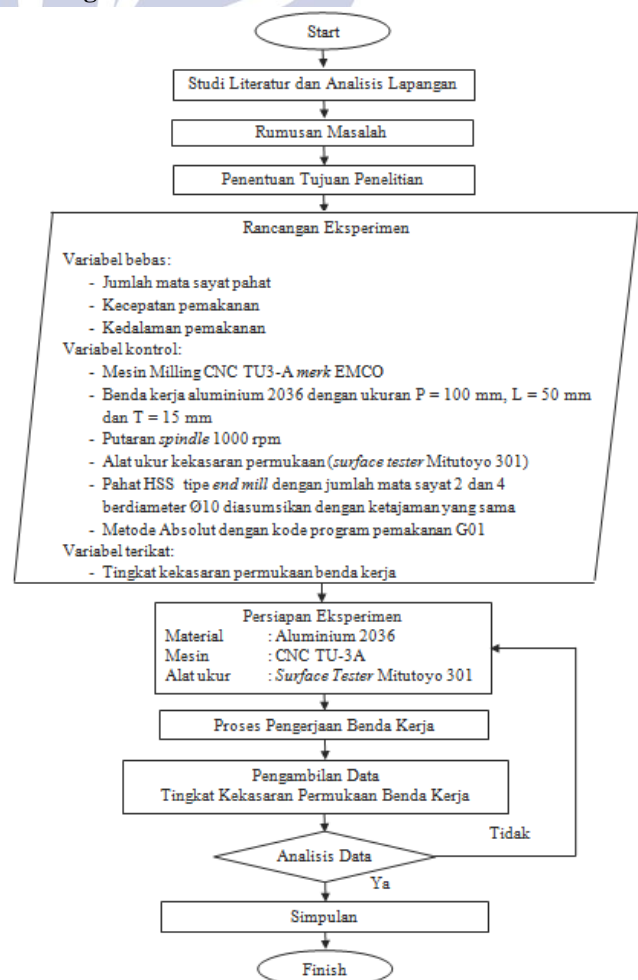 Start
Studi Literatur dan Analisis Lapangan
Rumusan Masalah
Penentuan Tujuan Penelitian
Rancangan Eksperimen
Variabel bebas:
- Jumlah mata sayat pahat
- Kecepatan pemakanan
- Kedalaman pemakanan
Variabel kontrol:
- Mesin Milling CNC TU3-A merk EMCO
- Benda kerja aluminium 2036 dengan ukuran P = 100 mm, L = 50 mm
dan T = 15 mm
- Putaran spindle 1000 rpm
- Alat ukur kekasaran permukaan (surface tester Mitutoyo 301)
- Pahat HSS tipe end mill dengan jumlah mata sayat 2 dan 4
berdiameter Ø10 diasumsikan dengan ketajaman yang sama
- Metode Absolut dengan kode program pemakanan G01
Variabel terikat:
- Tingkat kekasaran permukaan benda kerja
Persiapan Eksperimen
Material : Aluminium 2036
Mesin : CNC TU-3A
Alat ukur : Surface Tester Mitutoyo 301
Proses Pengerjaan Benda Kerja
Pengambilan Data
Tingkat Kekasaran Permukaan Benda Kerja
Tidak
Analisis Data
Ya
Simpulan
Finish